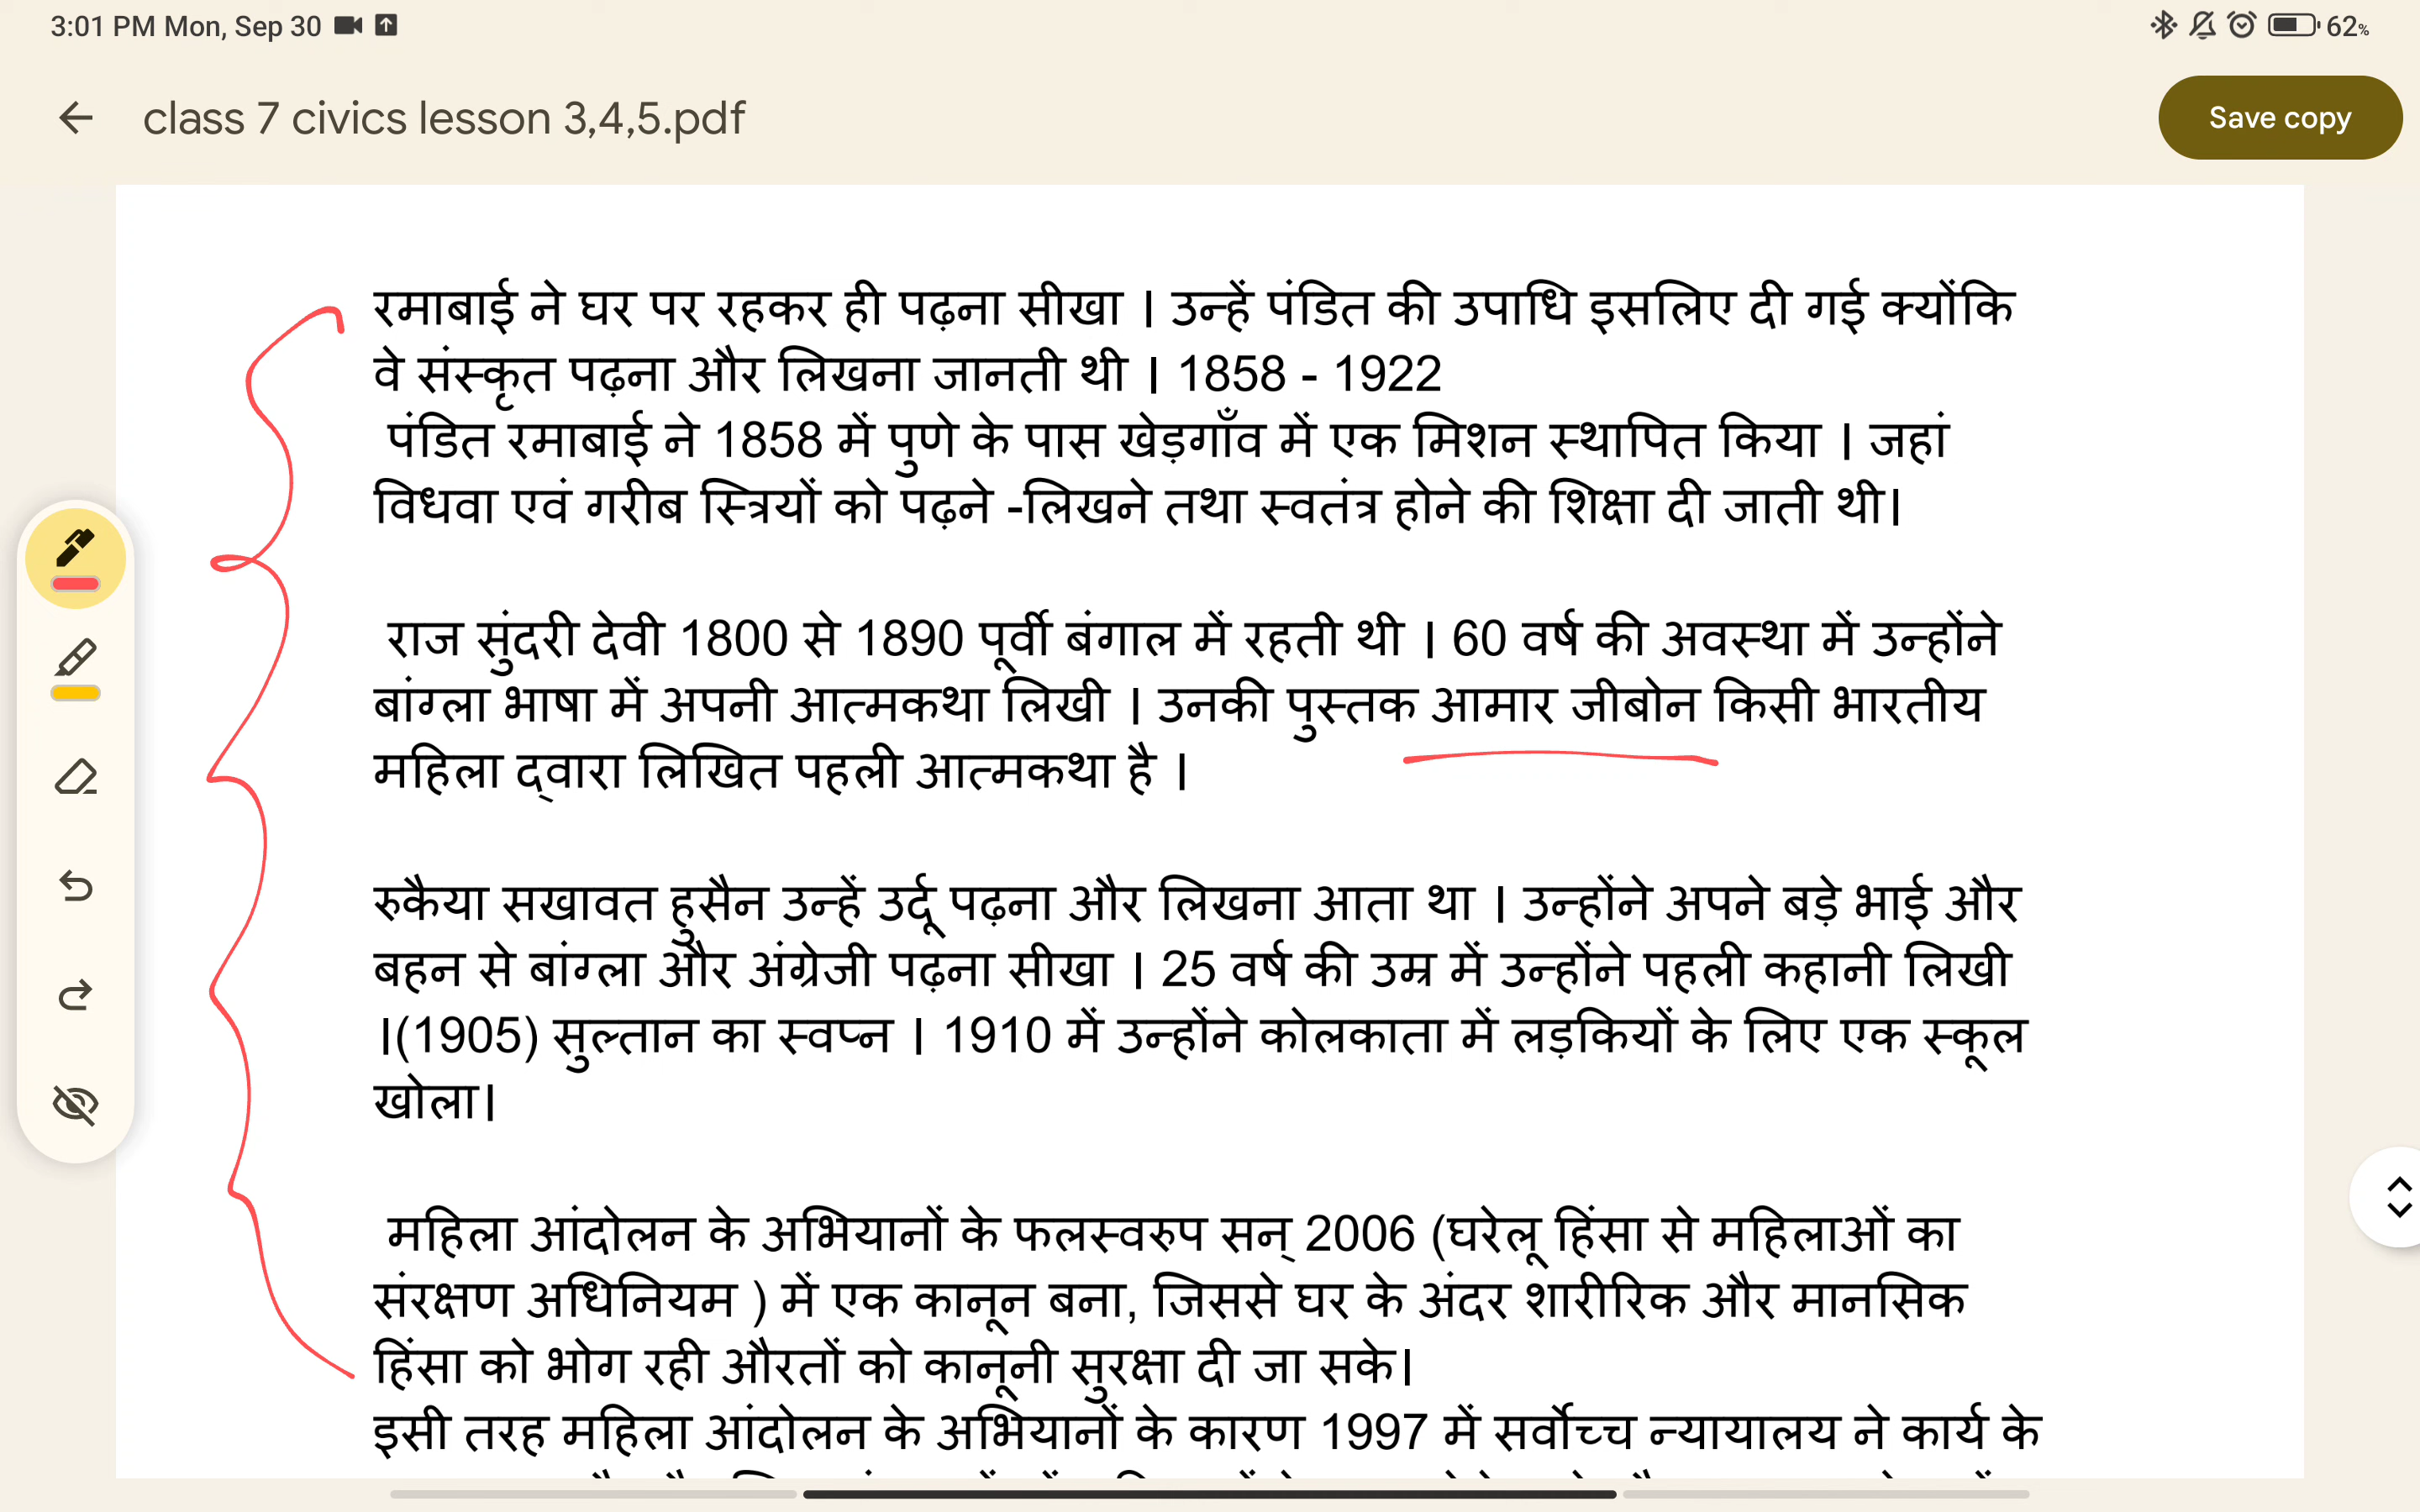 3:01 PM Mon, Sep 30
62%
class 7 civics lesson 3,4,5.pdf
Save copy
रमाबाई ने घर पर रहकर ही पढ़ना सीखा | उन्हें पंडित की उपाधि इसलिए दी गई क्योंकि
वे संस्कृत पढ़ना और लिखना जानती थी | 1858 - 1922
पंडित रमाबाई ने 1858 में पुणे के पास खेड़गाँव में एक मिशन स्थापित किया | जहां
विधवा एवं गरीब स्त्रियों को पढ़ने -लिखने तथा स्वतंत्र होने की शिक्षा दी जाती थी|
राज सुंदरी देवी 1800 से 1890 पूर्वी बंगाल में रहती थी | 60 वर्ष की अवस्था में उन्होंने
बांग्ला भाषा में अपनी आत्मकथा लिखी | उनकी पुस्तक आमार जीबोन किसी भारतीय
महिला द्वारा लिखित पहली आत्मकथा है |
रुकैया सखावत हुसैन उन्हें उर्दू पढ़ना और लिखना आता था | उन्होंने अपने बड़े भाई और
बहन से बांग्ला और अंग्रेजी पढ़ना सीखा | 25 वर्ष की उम्र में उन्होंने पहली कहानी लिखी
|(1905) सुल्तान का स्वप्न | 1910 में उन्होंने कोलकाता में लड़कियों के लिए एक स्कूल
खोला|
महिला आंदोलन के अभियानों के फलस्वरुप सन् 2006 (घरेलू हिंसा से महिलाओं का
संरक्षण अधिनियम ) में एक कानून बना, जिससे घर के अंदर शारीरिक और मानसिक
हिंसा को भोग रही औरतों को कानूनी सुरक्षा दी जा सके|
इसी तरह महिला आंदोलन के अभियानों के कारण 1997 में सर्वोच्च न्यायालय ने कार्य के